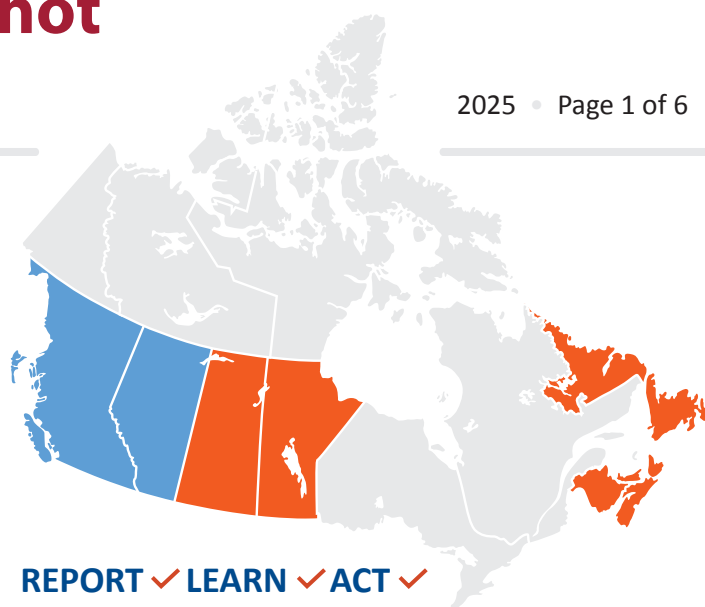 not
2025 • Page 1 of 6
REPORT ✓ LEARN ✓ ACT ✓